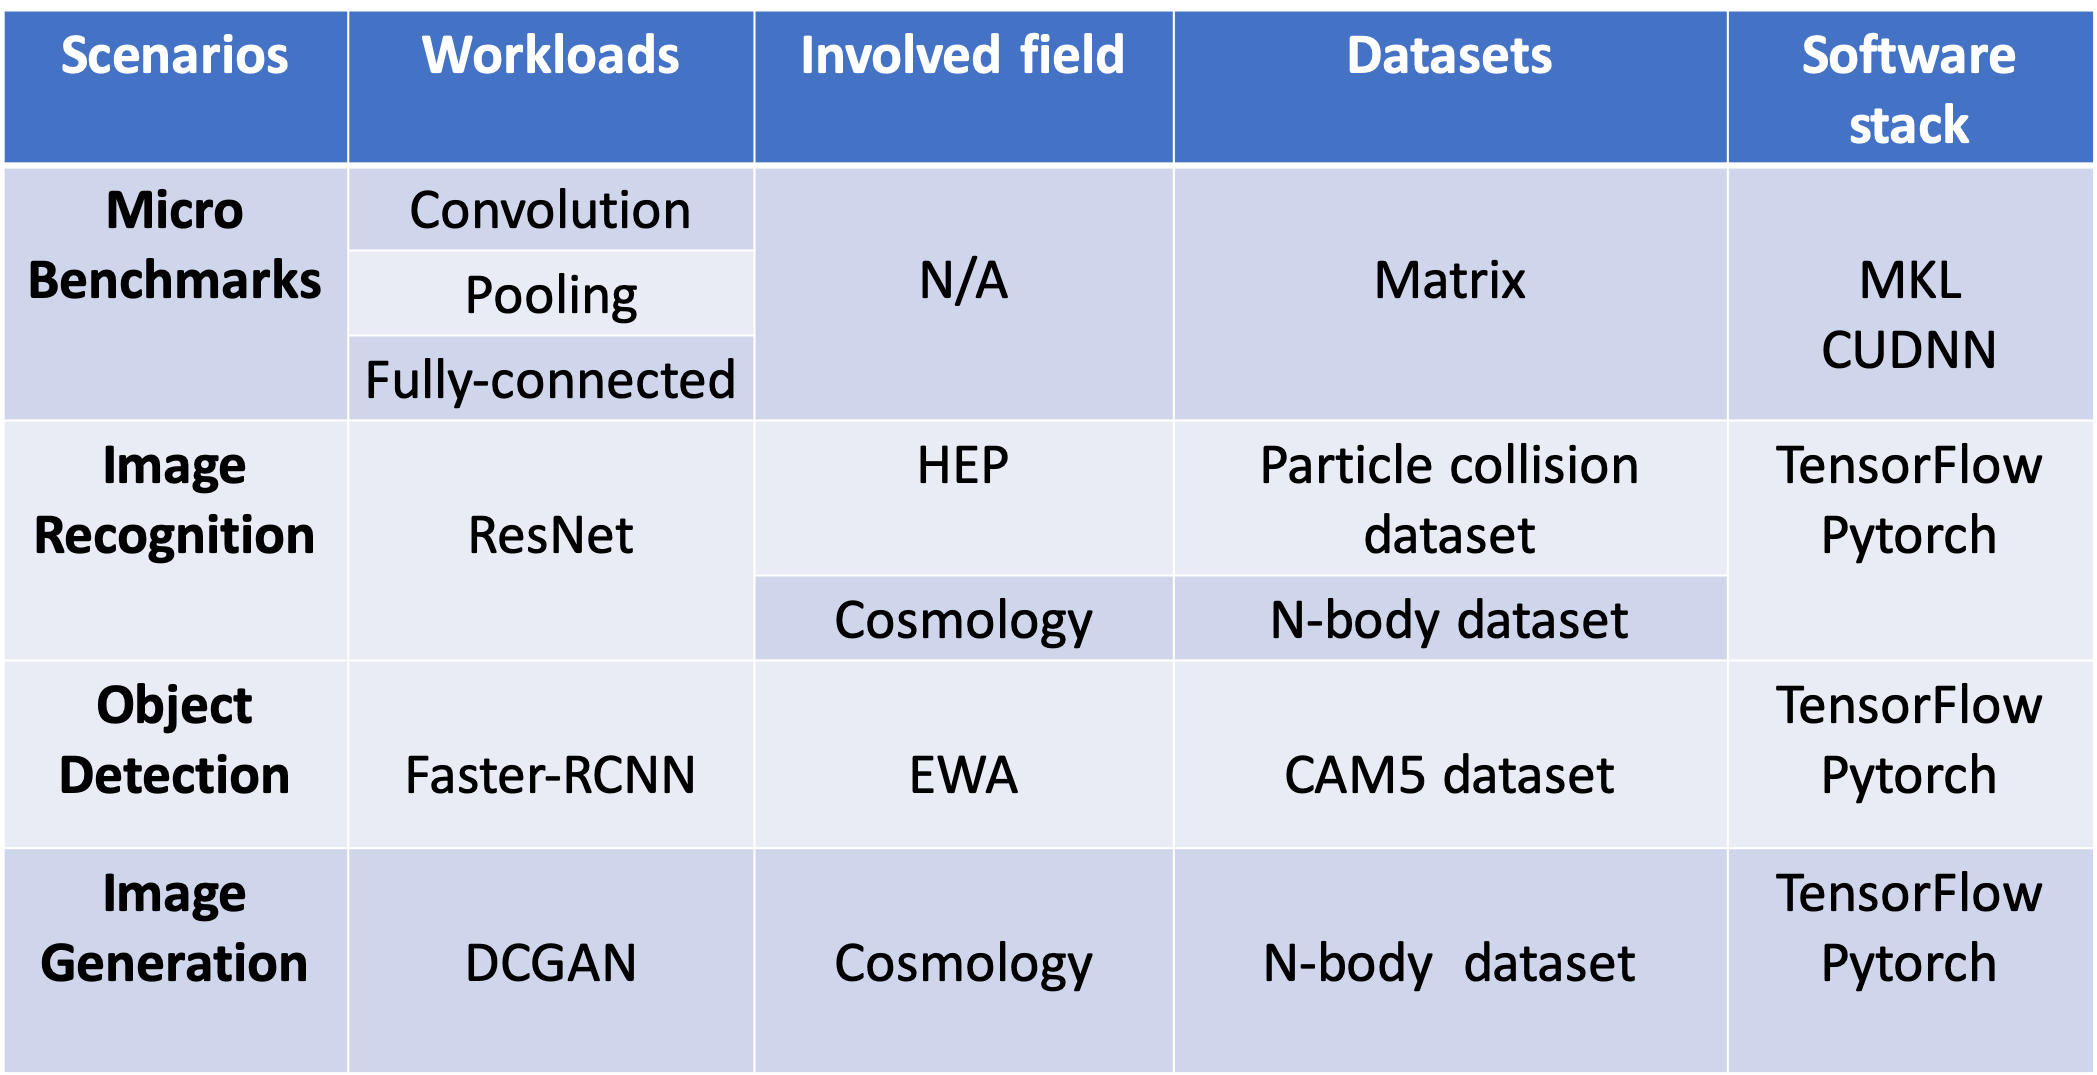 Scenarios
Workloads
Involved field
Datasets
Software
stack
Micro
Benchmarks
Convolution
Pooling
Fully-connected
N/A
Matrix
MKL
CUDNN
Image
Recognition
ResNet
HEP
Particle collision
dataset
Cosmology
N-body dataset
TensorFlow
Pytorch
Object
Detection
Faster-RCNN
EWA
CAM5 dataset
TensorFlow
Pytorch
Image
Generation
DCGAN
Cosmology
N-body  dataset
TensorFlow
Pytorch